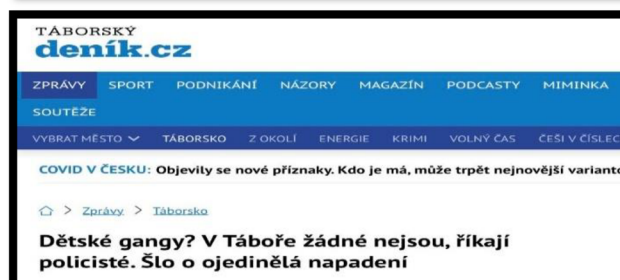 TÁBORSKÝ
deník.cz
ZPRÁVY SPORT PODNIKÁNÍ NÁZORY MAGAZÍN PODCASTY MIMINKA
SOUTĚŽE
VYBRAT MĚSTO TÁBORSKO Z OKOLÍ ENERGIE KRIMI VOLNÝ ČAS ČEŠI V ČÍSLEC
COVID V ČESKU: Objevily se nové příznaky. Kdo je má, může trpět nejnovější variant
> Zprávy > Táborsko
Dětské gangy? V Táboře žádné nejsou, říkají
policisté. Šlo o ojedinělá napadení